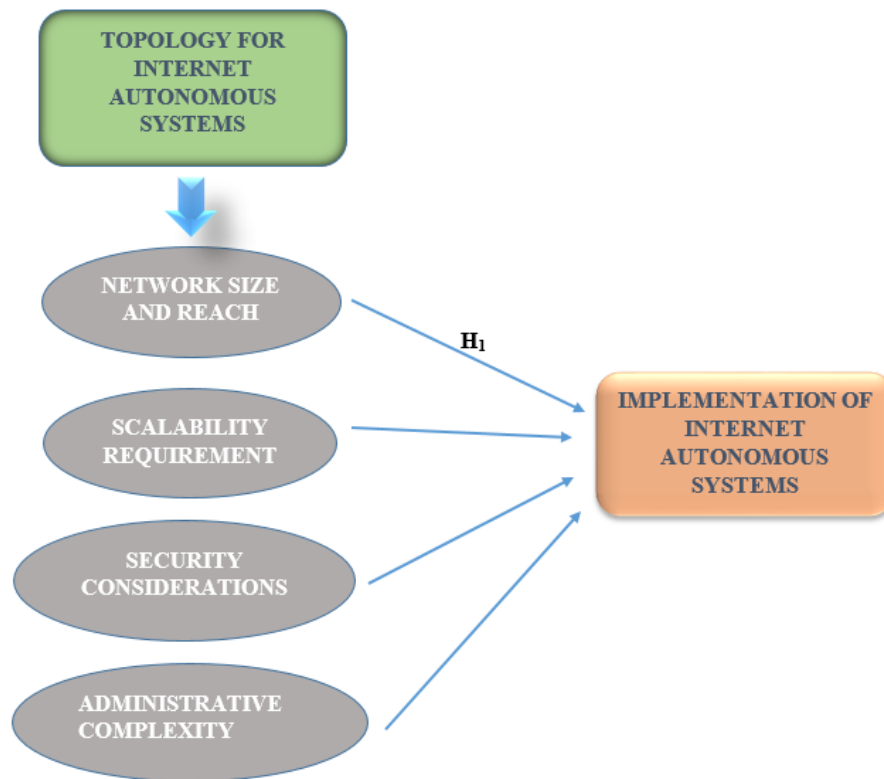 TOPOLOGY FOR
INTERNET
AUTONOMOUS
SYSTEMS
NETWORK SIZE
AND REACH
H₁
SCALABILITY
REQUIREMENT
IMPLEMENTATION OF
INTERNET
AUTONOMOUS
SYSTEMS
SECURITY
CONSIDERATIONS
ADMINISTRATIVE
COMPLEXITY